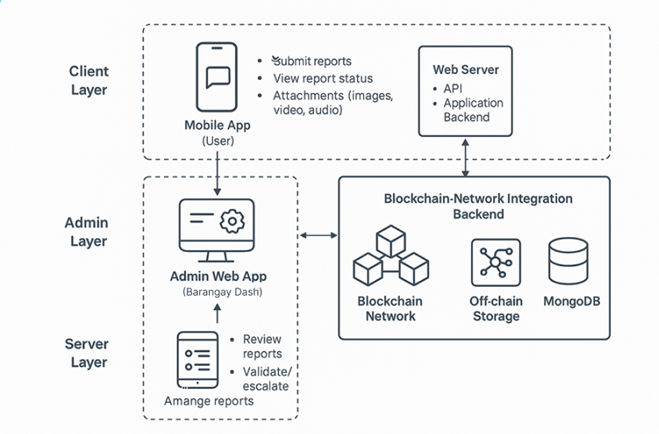 Client
Layer
• Submit reports
• View report status
• Attachments (images,
video, audio)
Mobile App
(User)
Web Server
• API
• Application
Backend
Admin
Layer
Admin Web App
(Barangay Dash)
Blockchain-Network Integration
Backend
Blockchain
Network
Off-chain
Storage
MongoDB
Server
Layer
• Review
reports
• Validate/
escalate
Amange reports